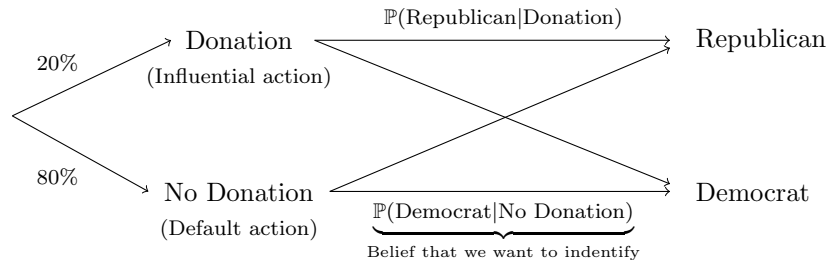 ℙ(Republican|Donation)
Donation
Republican
20%
(Influential action)
80%
No Donation
Democrat
(Default action)
ℙ(Democrat|No Donation)
Belief that we want to indentify